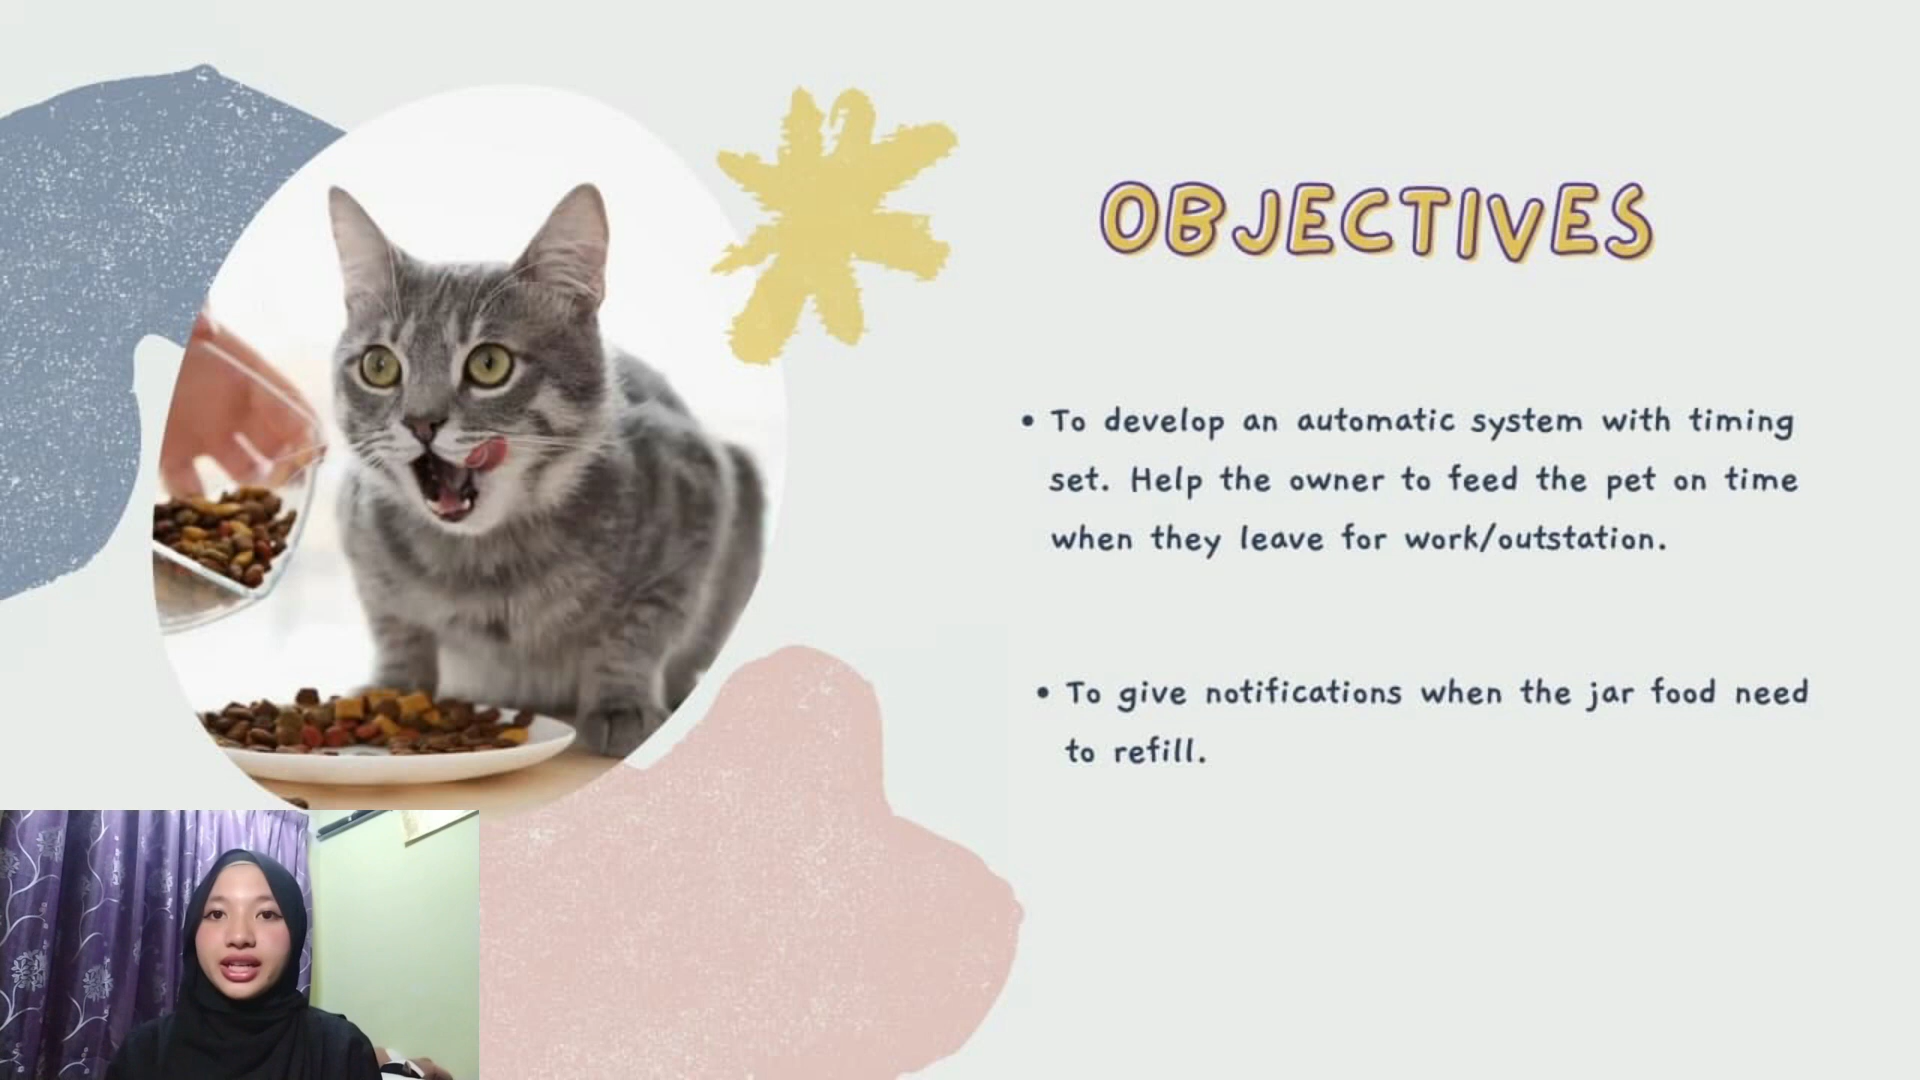 OBJECTIVES
• To develop an automatic system with timing
set. Help the owner to feed the pet on time
when they leave for work/outstation.
• To give notifications when the jar food need
to refill.